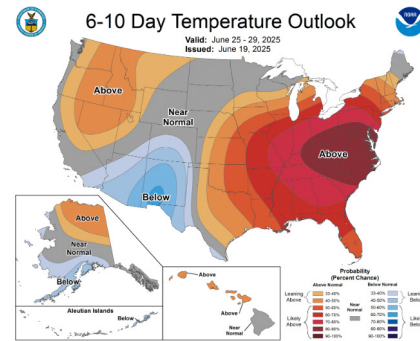 6-10 Day Temperature Outlook
Valid: June 25 - 29, 2025
Issued: June 19, 2025
noaa
Above
Near
Normal
Above
Below
Above
Near
Normal
Below
Aleutian Islands
Below
Above
Above
Near
Normal
Probability
(Percent Chance)
Above Normal
Below Normal
Leaning
Above
Likely
Above
33-40%
40-50%
50-60%
60-70%
70-80%
80-90%
90-100%
Near
Normal
33-40%
40-50%
50-60%
60-70%
70-80%
80-90%
90-100%